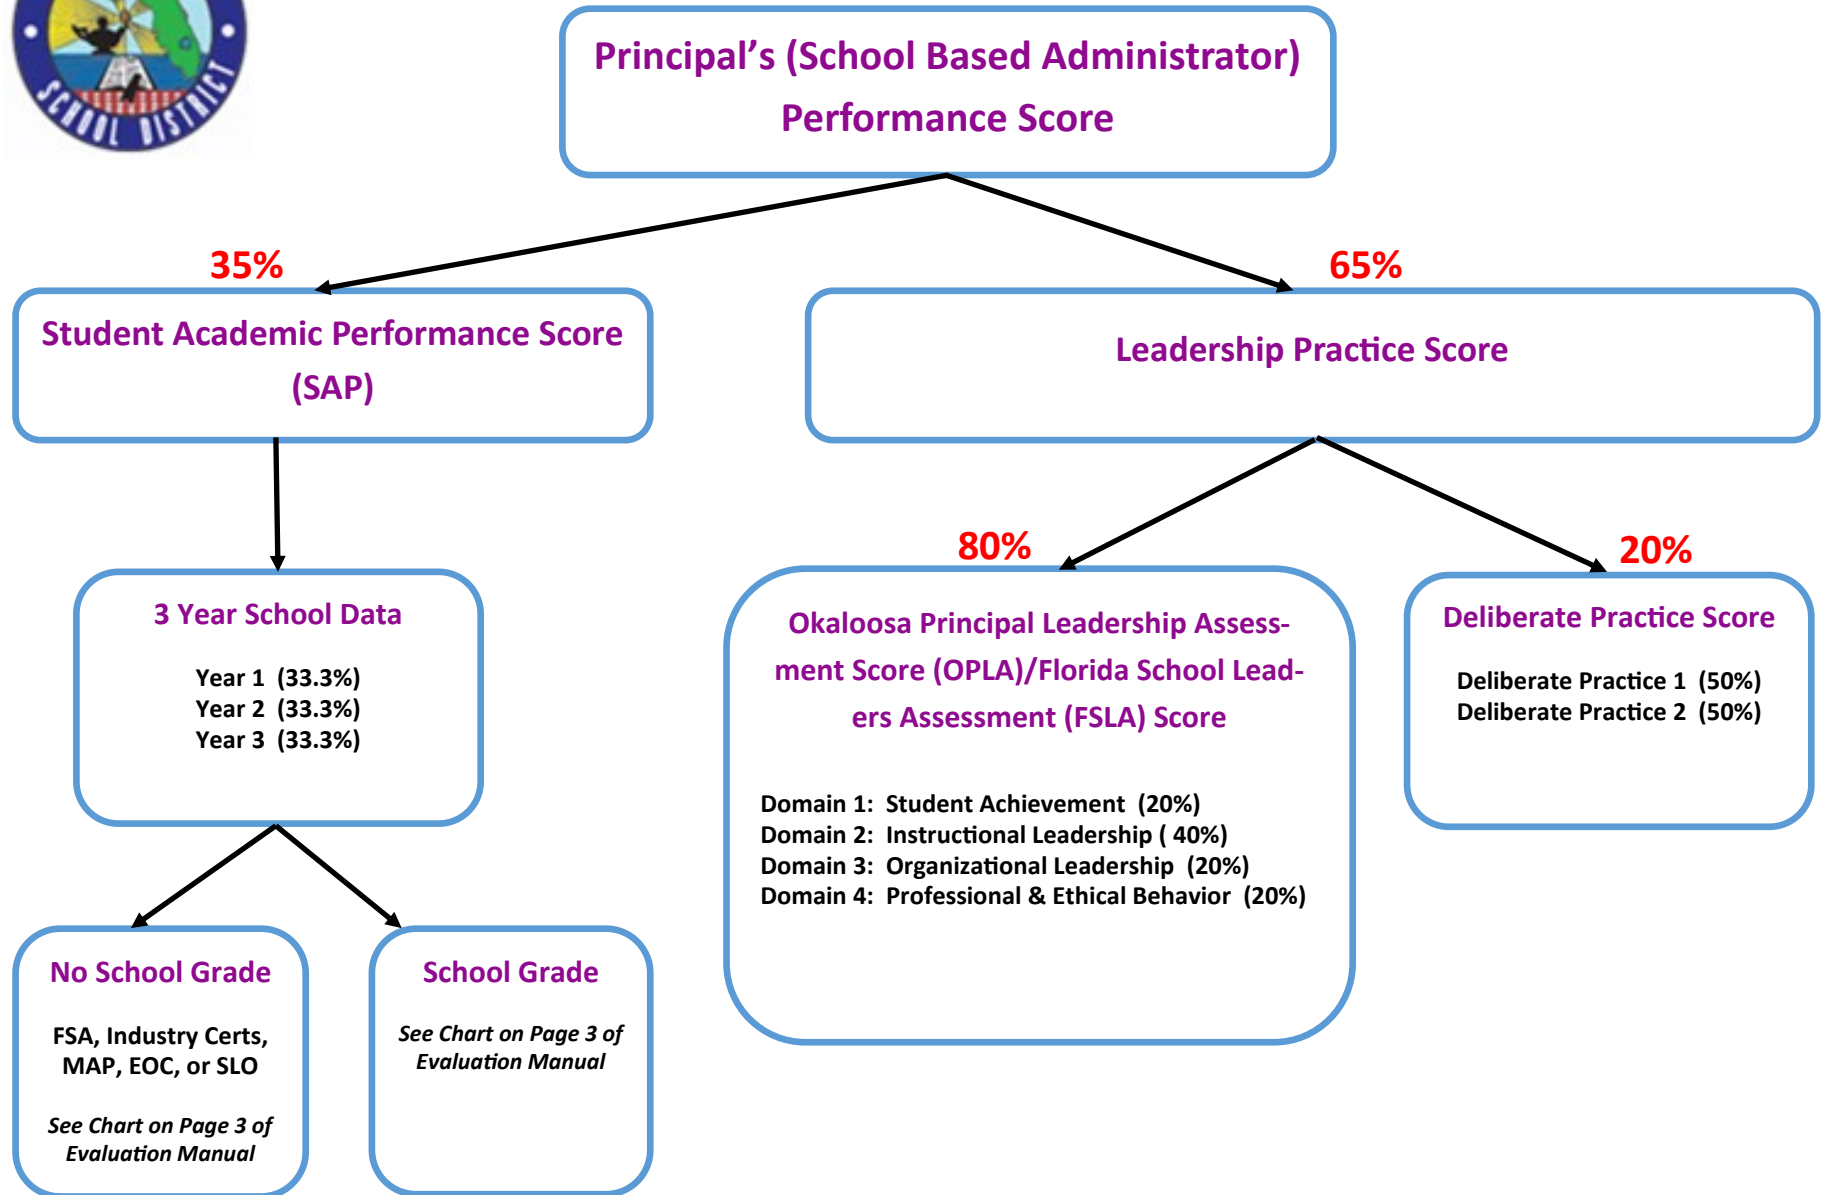 SCHOOL DISTRICT
Principal's (School Based Administrator)
Performance Score
35%
65%
Student Academic Performance Score
(SAP)
Leadership Practice Score
80%
20%
3 Year School Data
Year 1 (33.3%)
Year 2 (33.3%)
Year 3 (33.3%)
Okaloosa Principal Leadership Assess-
ment Score (OPLA)/Florida School Lead-
ers Assessment (FSLA) Score
Domain 1: Student Achievement (20%)
Domain 2: Instructional Leadership ( 40%)
Domain 3: Organizational Leadership (20%)
Domain 4: Professional & Ethical Behavior (20%)
Deliberate Practice Score
Deliberate Practice 1 (50%)
Deliberate Practice 2 (50%)
No School Grade
FSA, Industry Certs,
MAP, EOC, or SLO
See Chart on Page 3 of
Evaluation Manual
School Grade
See Chart on Page 3 of
Evaluation Manual